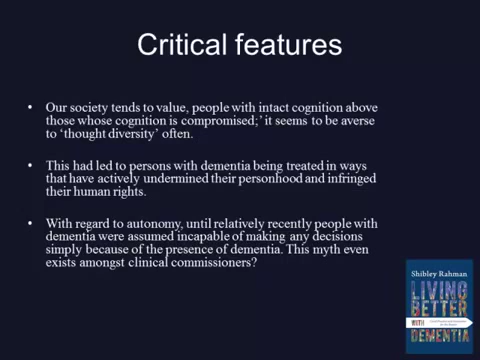 Critical features
• Our society tends to value, people with intact cognition above
those whose cognition is compromised;' it seems to be averse
to 'thought diversity' often.
• This had led to persons with dementia being treated in ways
that have actively undermined their personhood and infringed
their human rights.
• With regard to autonomy, until relatively recently people with
dementia were assumed incapable of making any decisions
simply because of the presence of dementia. This myth even
exists amongst clinical commissioners?
Shibley Rahman
LIVING
BETTER
WITH
DEMENTIA